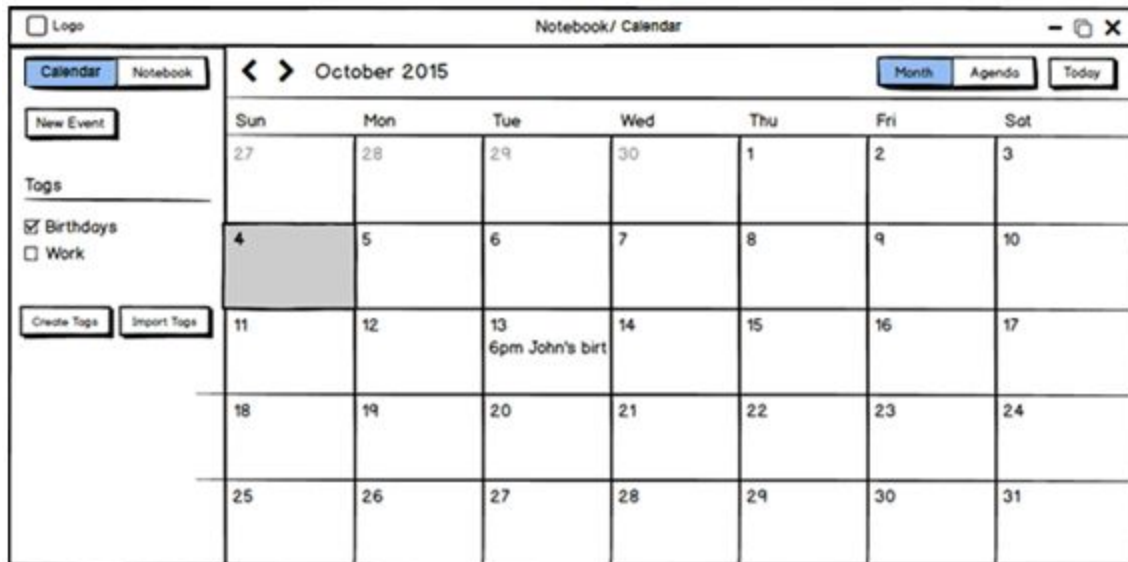 Logo
Notebook/ Calendar
Calendar Notebook
October 2015
Month Agenda Today
New Event
Sun Mon Tue Wed Thu Fri Sat
27 28 29 30 1 2 3
Tags
Birthdays
Work
4 5 6 7 8 9 10
Create Tags Import Tags
11 12 13 14 15 16 17
6pm John's birt
18 19 20 21 22 23 24
25 26 27 28 29 30 31